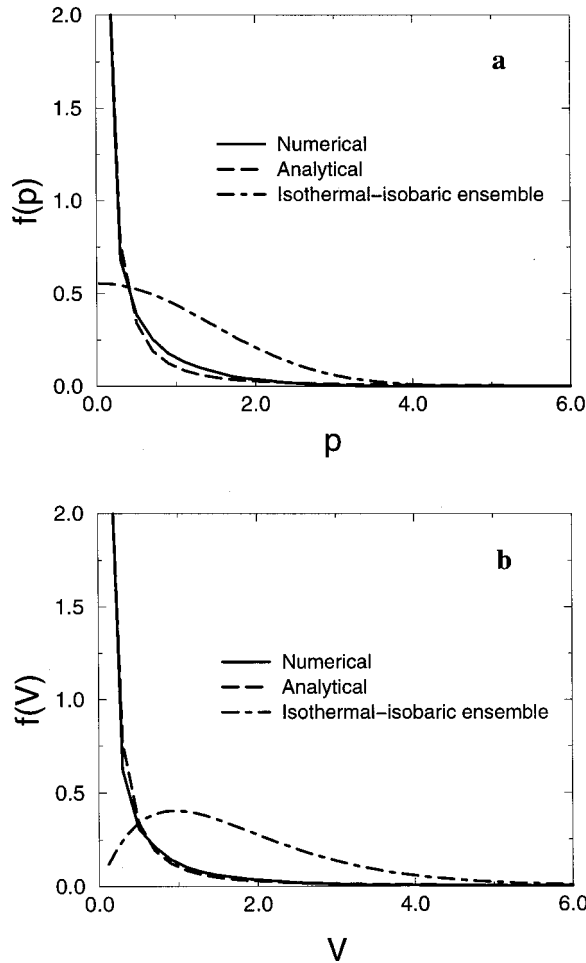 2.0
a
1.5
Numerical
Analytical
Isothermal-isobaric ensemble
f(p)
1.0
0.5
0.0
0.0 2.0 4.0 6.0
p
2.0
b
1.5
Numerical
Analytical
Isothermal-isobaric ensemble
f(V)
1.0
0.5
0.0
0.0 2.0 4.0 6.0
V